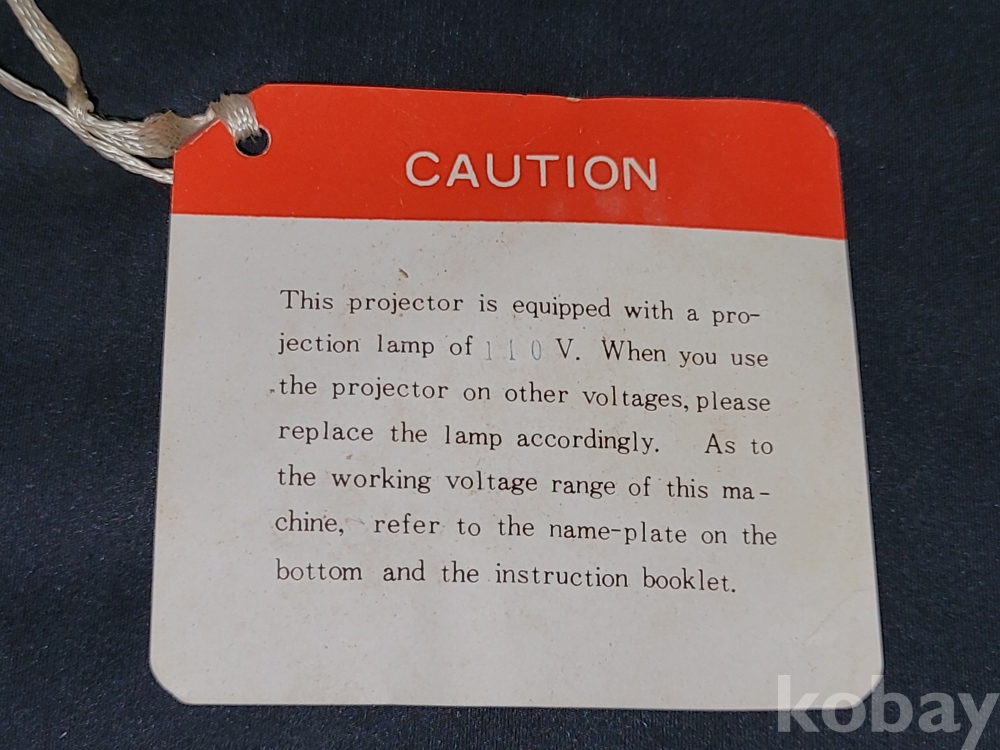 CAUTION
This projector is equipped with a pro-
jection lamp of 110 V. When you use
the projector on other voltages, please
replace the lamp accordingly. As to
the working voltage range of this ma-
chine, refer to the name-plate on the
bottom and the instruction booklet.
kobay